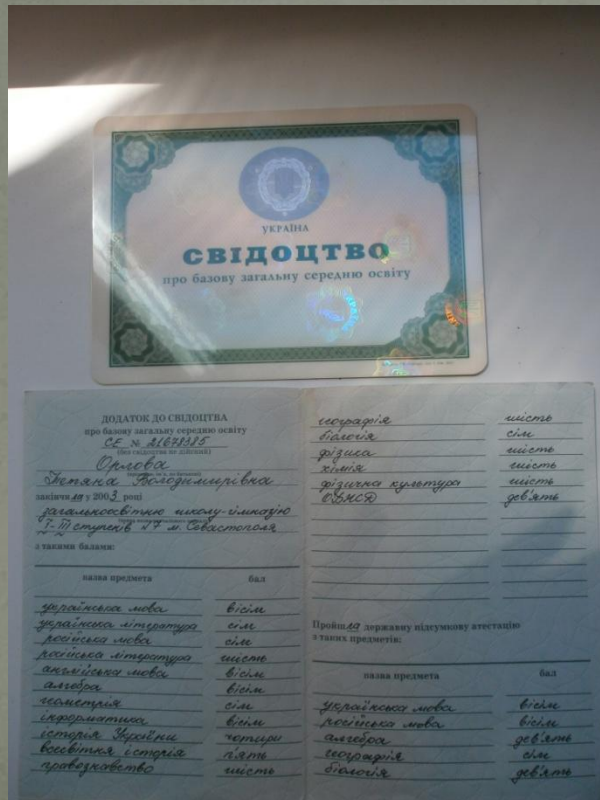 УКРАЇНА
СВІДОЦТВО
про базову загальну середню освіту
ДОДАТОК ДО СВІДОЦТВА
про базову загальну середню освіту
СЕ № 21678985
(без свідоцтва не дійсний)
Орлова
Тетяна Володимирівна
закінчила у 2003 році
загальноосвітню школу-гімназію
I-III ступенів №7 м. Севастополя
з такими балами:
назва предмета бал
українська мова вісім
українська література сім
російська мова сім
російська література шість
англійська мова вісім
алгебра вісім
геометрія сім
інформатика вісім
історія України чотири
всесвітня історія п'ять
правознавство шість
географія шість
біологія сім
фізика шість
хімія шість
фізична культура шість
дев'ять
Пройшла державну підсумкову атестацію
з таких предметів:
назва предмета бал
українська мова вісім
російська мова вісім
алгебра дев'ять
географія сім
біологія дев'ять